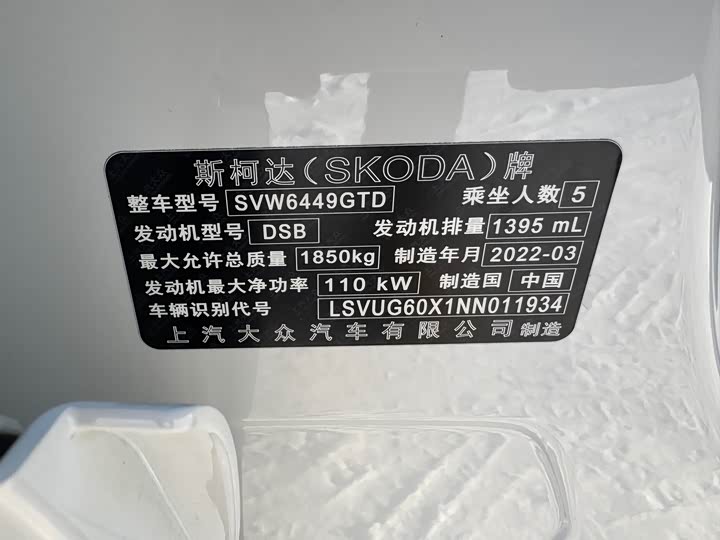 斯柯达(SKODA)牌
整车型号 SVW6449GTD 乘坐人数 5
发动机型号 DSB 发动机排量 1395 mL
最大允许总质量 1850kg 制造年月 2022-03
发动机最大净功率 110 kW 制造国 中国
车辆识别代号 LSVUG60X1NN011934
上汽大众汽车有限公司 制造